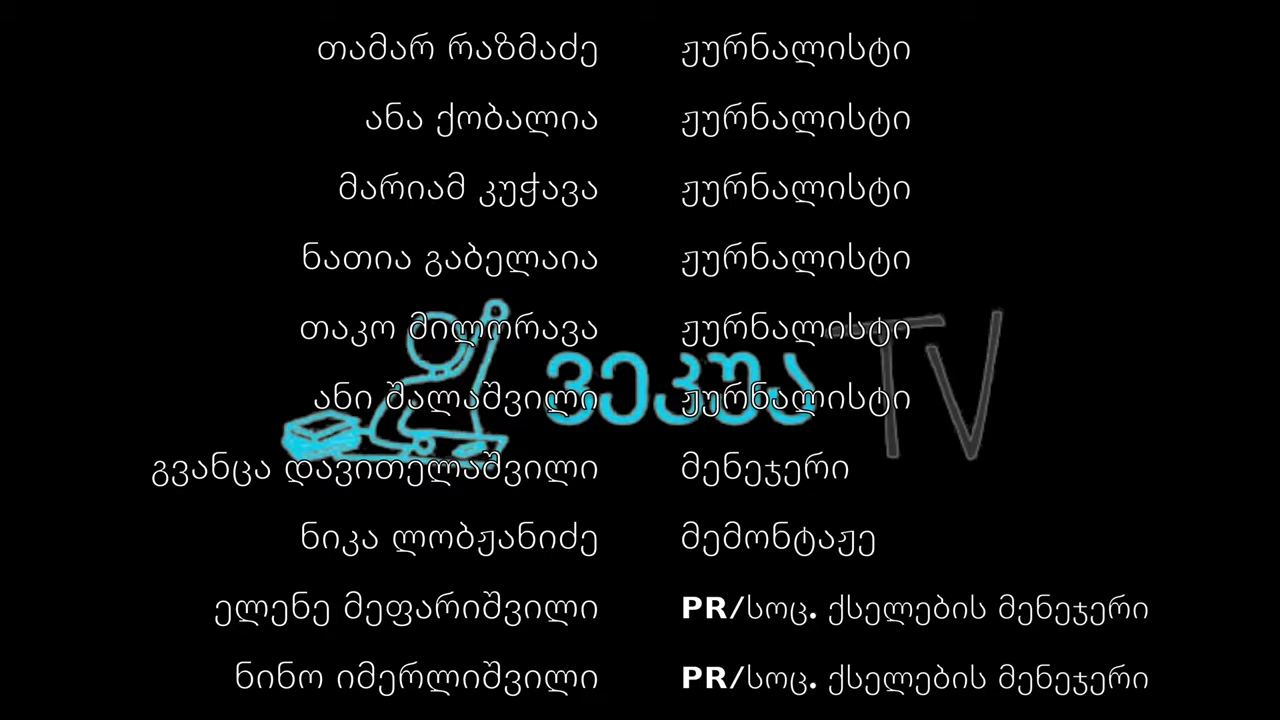 თამარ რაზმაძე ჟურნალისტი
ანა ქობალია ჟურნალისტი
მარიამ კუჭავა ჟურნალისტი
ნათია გაბელაია ჟურნალისტი
თაკო მილორავა ჟურნალისტი
ვეკუა TV
ანი შალაშვილი ჟურნალისტი
გვანცა დავითელაშვილი მენეჯერი
ნიკა ლობჟანიძე მემონტაჟე
ელენე მეფარიშვილი PR/სოც. ქსელების მენეჯერი
ნინო იმერლიშვილი PR/სოც. ქსელების მენეჯერი